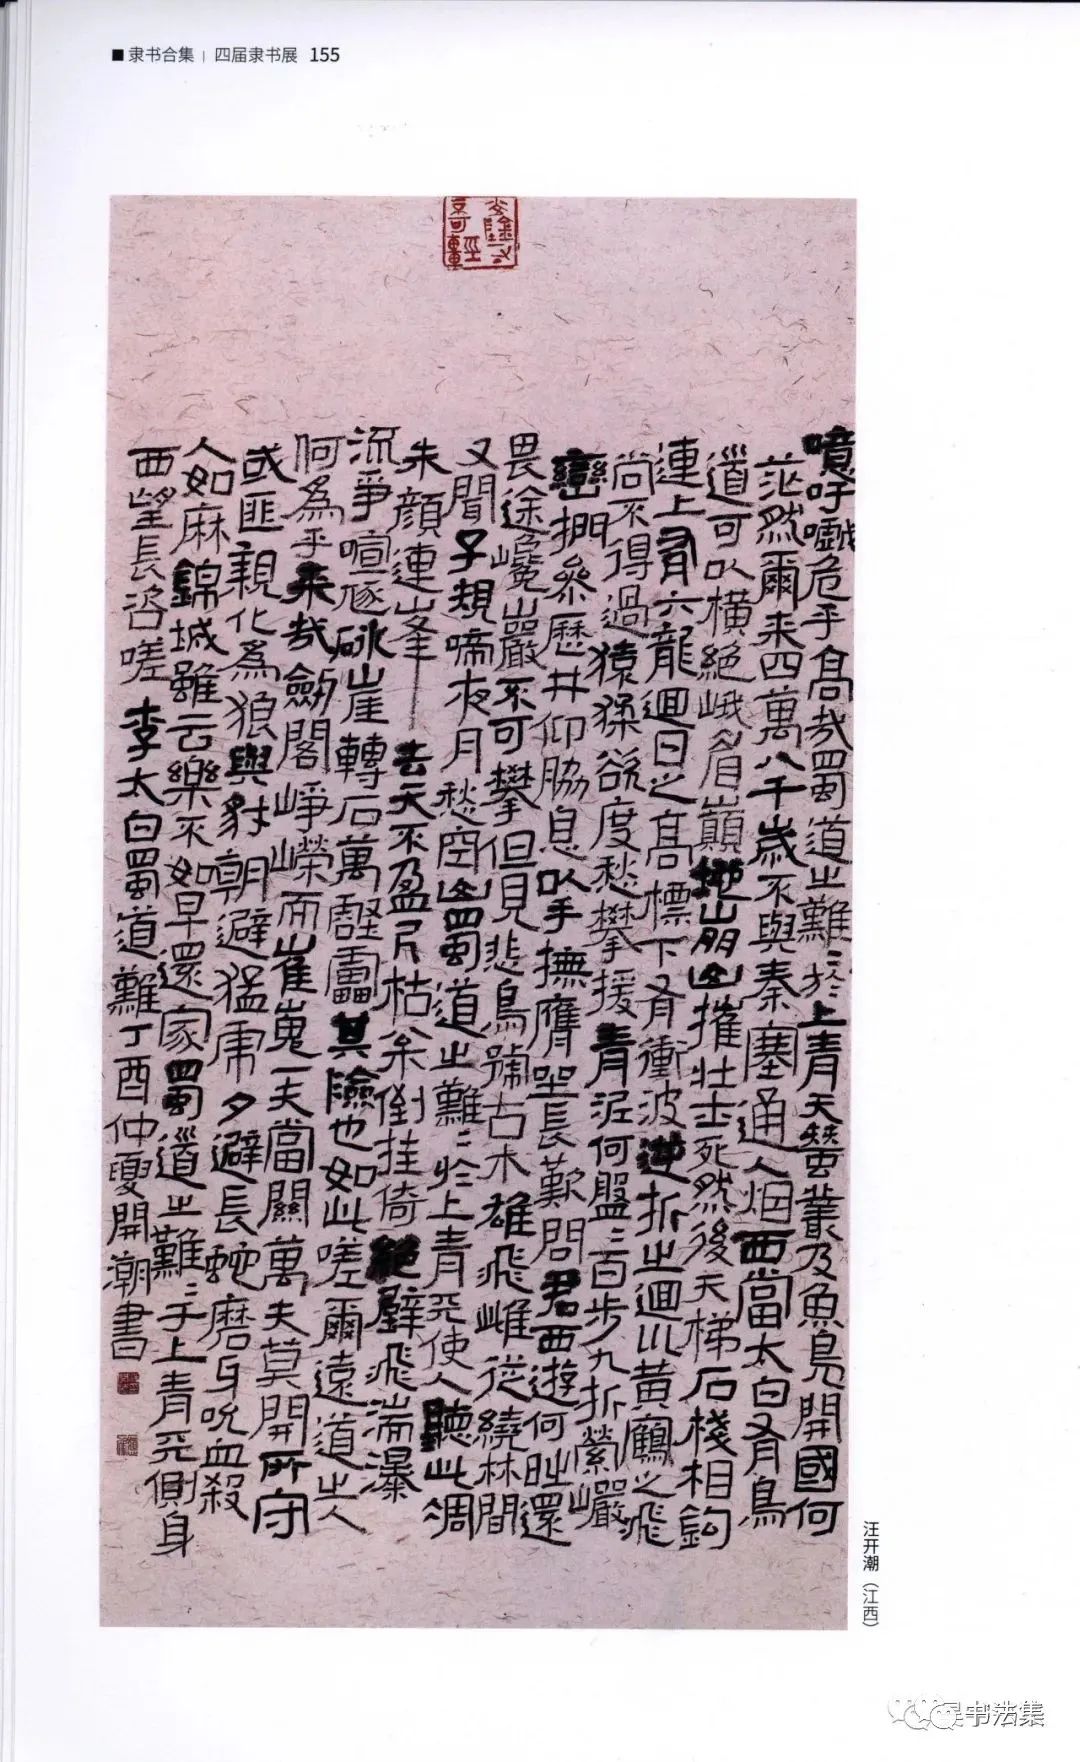 ■隶书合集 | 四届隶书展 155
噫吁嚱危乎高哉蜀道之難:於上青天蠶叢及魚鳧開國何
茫然爾来四萬八千嵗不與秦塞通人烟西當太白有鳥
道可以横絶峨眉巔地崩山摧壮士死然後天梯石棧相鉤
連上有六龍迴日之高標下有衝波逆折之迴川黄鶴之飛
尚不得過猿猱欲度愁攀援青泥何盤:百步九折縈巖
巒捫叅歷井仰脇息以手撫膺坐長歎問君西遊何时還
畏途巉巖不可攀但見悲鳥號古木雄飛雌従繞林間
又聞子規啼夜月愁空山蜀道之難:於上青天使人聽此凋
朱顔連峯去天不盈尺枯松倒挂倚絶壁飛湍瀑
流爭喧豗砯崖轉石萬壑靁其險也如此嗟爾遠道之人
何為乎来哉劒閣崢嶸而崔嵬一夫當關萬夫莫開所守
或匪親化為狼與豺朝避猛虎夕避長蛇磨牙吮血殺
人如麻錦城雖云樂不如早還家蜀道之難:于上青天側身
西望長咨嗟 李太白蜀道難丁酉仲夏開潮書
汪开潮（江西）
星书法集